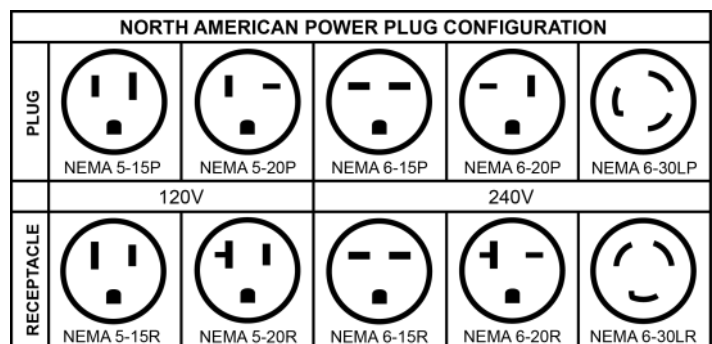 NORTH AMERICAN POWER PLUG CONFIGURATION
PLUG
NEMA 5-15P
NEMA 5-20P
NEMA 6-15P
NEMA 6-20P
NEMA 6-30LP
120V
240V
RECEPTACLE
NEMA 5-15R
NEMA 5-20R
NEMA 6-15R
NEMA 6-20R
NEMA 6-30LR